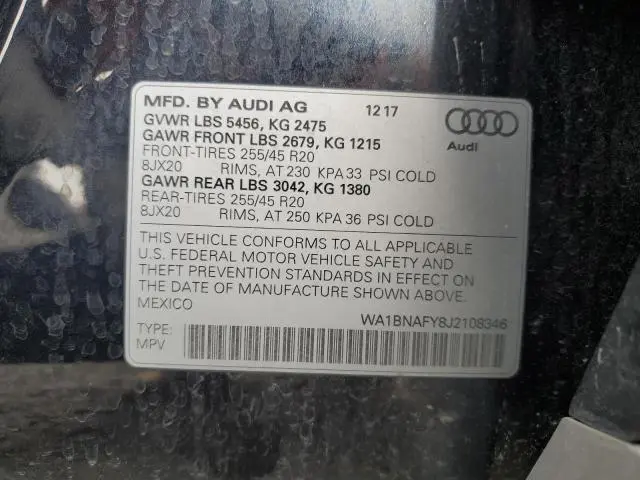 MFD. BY AUDI AG 12 17
GVWR LBS 5456, KG 2475
GAWR FRONT LBS 2679, KG 1215
FRONT-TIRES 255/45 R20
8JX20 RIMS, AT 230 KPA 33 PSI COLD
GAWR REAR LBS 3042, KG 1380
REAR-TIRES 255/45 R20
8JX20 RIMS, AT 250 KPA 36 PSI COLD
Audi
THIS VEHICLE CONFORMS TO ALL APPLICABLE
U.S. FEDERAL MOTOR VEHICLE SAFETY AND
THEFT PREVENTION STANDARDS IN EFFECT ON
THE DATE OF MANUFACTURE SHOWN ABOVE.
MEXICO
WA1BNAFY8J2108346
TYPE:
MPV